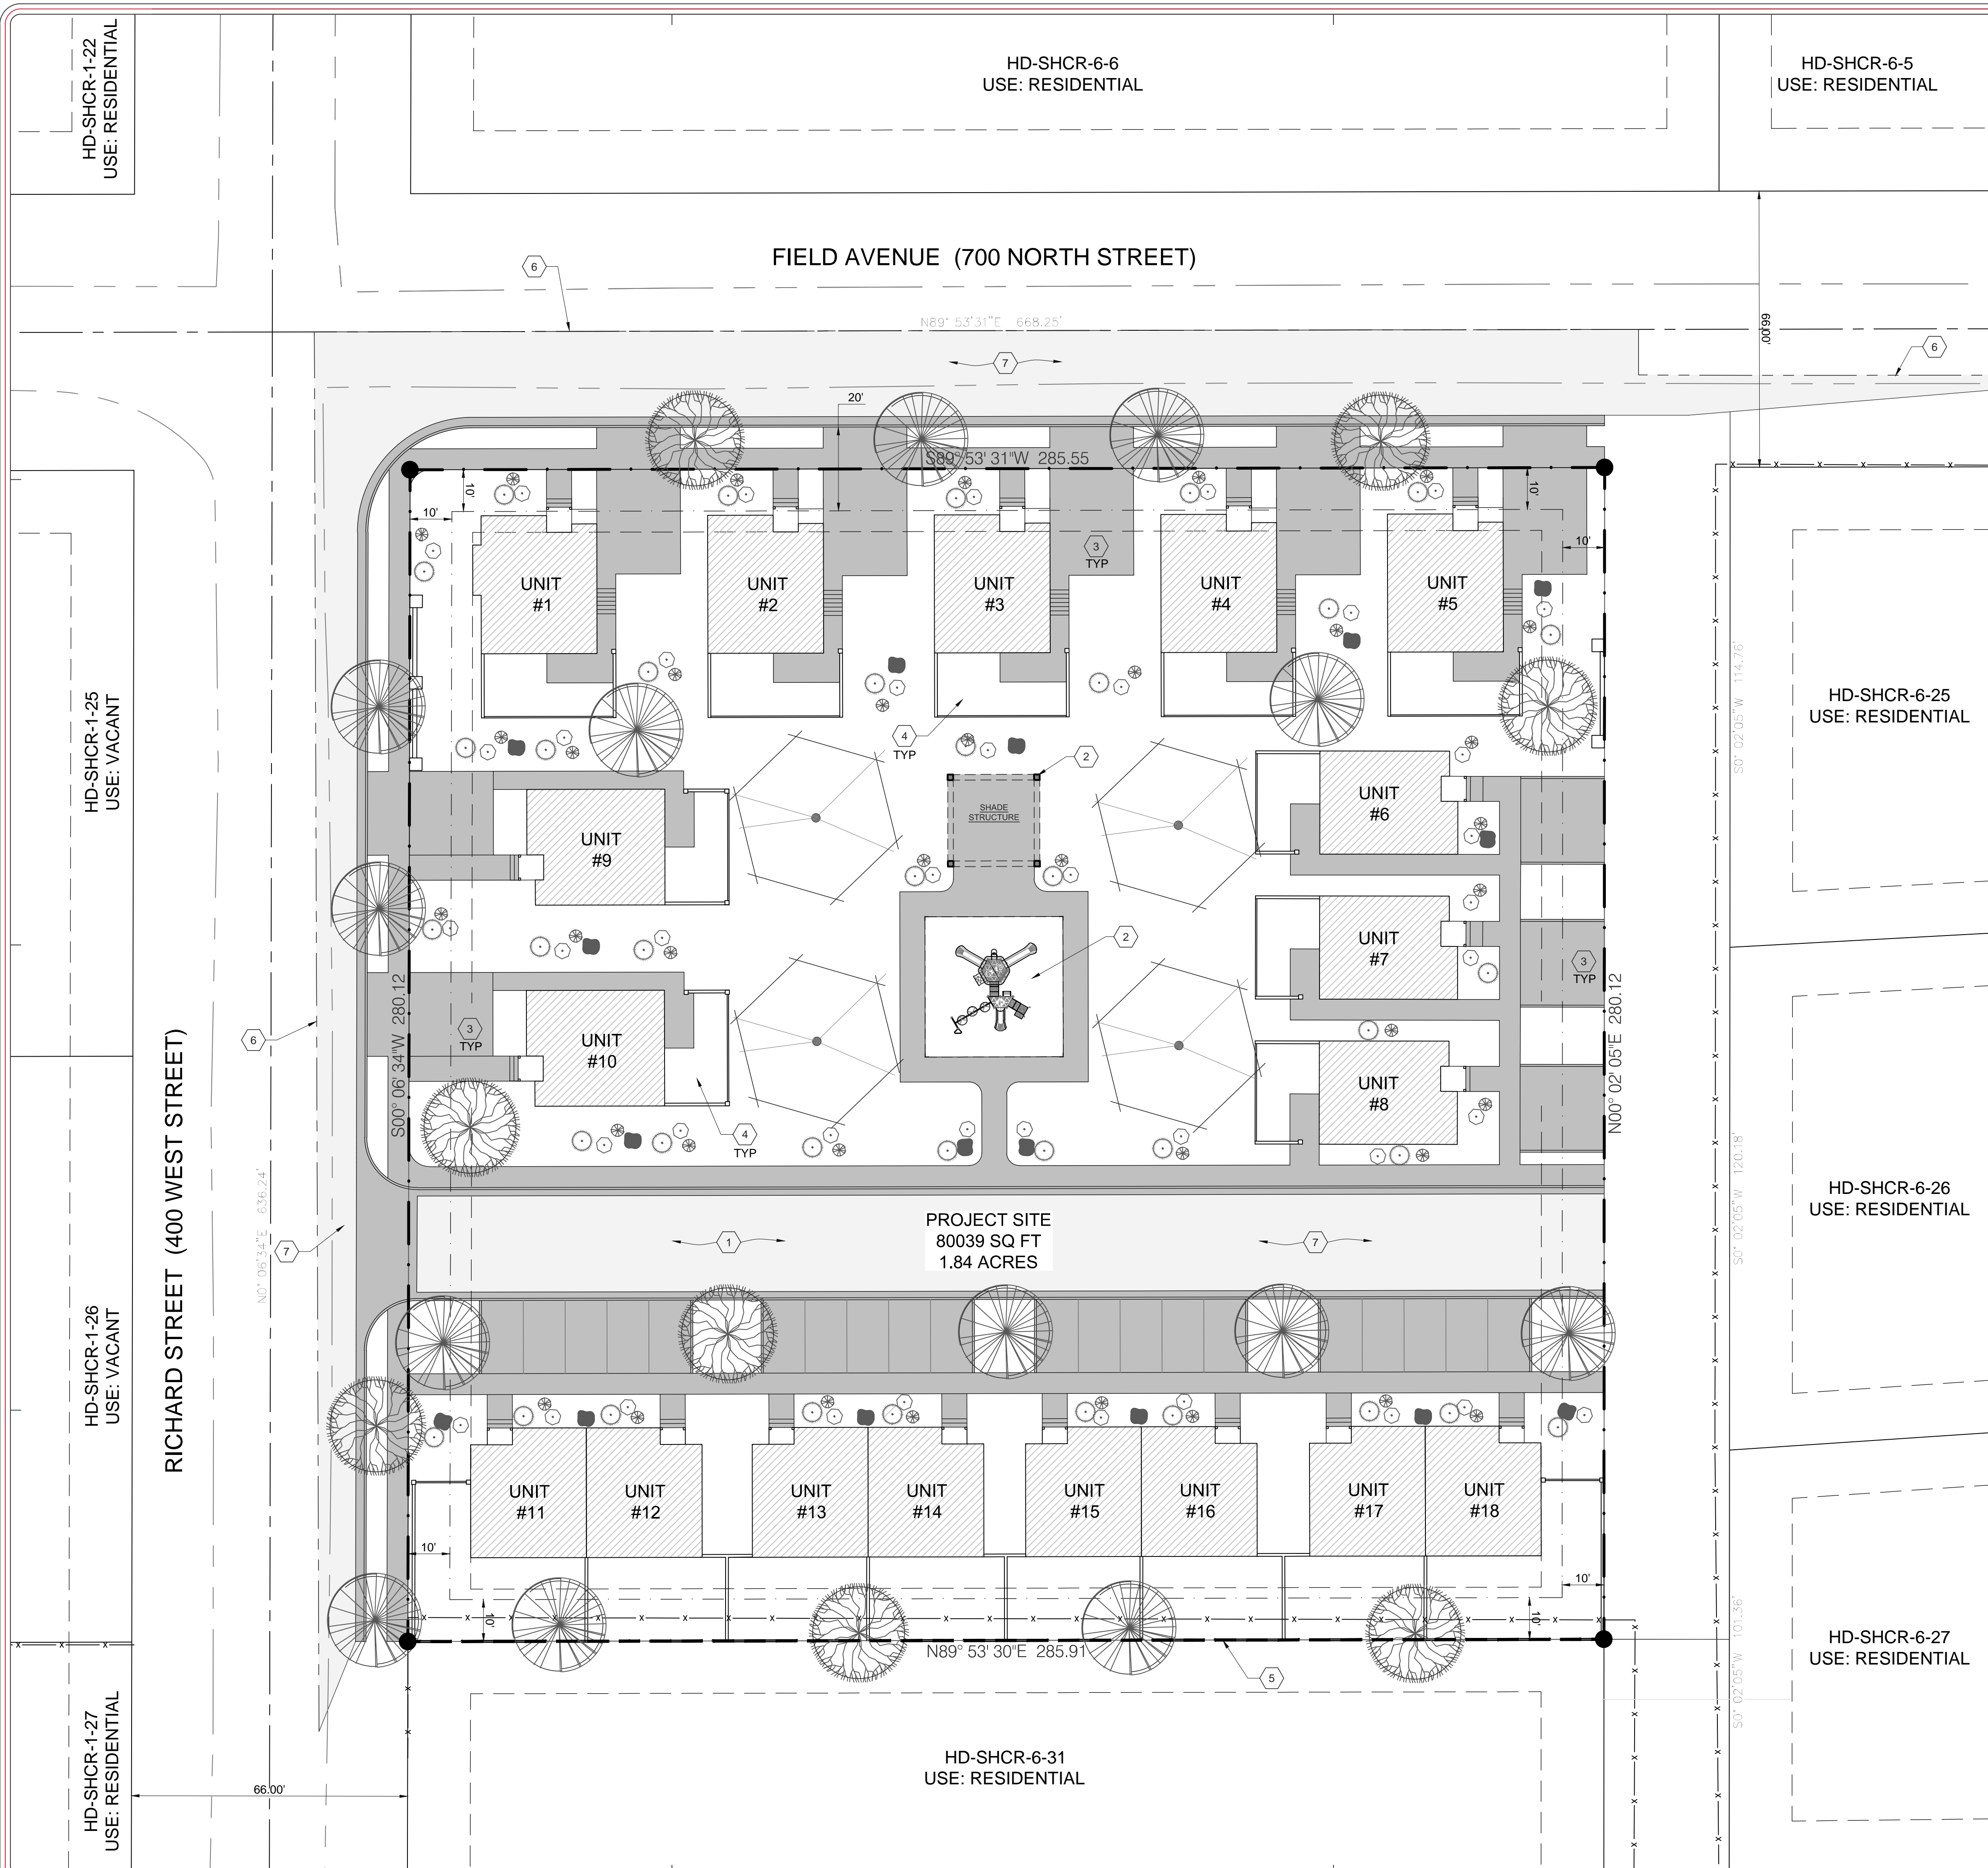 HD-SHCR-1-22
USE: RESIDENTIAL
HD-SHCR-6-6
USE: RESIDENTIAL
HD-SHCR-6-5
USE: RESIDENTIAL
FIELD AVENUE (700 NORTH STREET)
6
N89° 53'31"E 668.25'
66.00'
6
7
20'
S89° 53' 31"W 285.55
10'
10'
10'
10'
3
TYP
UNIT
#1
UNIT
#2
UNIT
#3
UNIT
#4
UNIT
#5
HD-SHCR-1-25
USE: VACANT
4
TYP
2
SHADE
STRUCTURE
UNIT
#6
S0° 02'05"W 114.76'
HD-SHCR-6-25
USE: RESIDENTIAL
UNIT
#9
2
UNIT
#7
3
TYP
6
3
TYP
UNIT
#10
S00° 06' 34"W 280.12
N00° 02' 05"E 280.12
UNIT
#8
4
TYP
RICHARD STREET (400 WEST STREET)
N0° 06'34"E 636.24'
7
1
PROJECT SITE
80039 SQ FT
1.84 ACRES
7
S0° 02'05"W 120.18'
HD-SHCR-6-26
USE: RESIDENTIAL
HD-SHCR-1-26
USE: VACANT
UNIT
#11
UNIT
#12
UNIT
#13
UNIT
#14
UNIT
#15
UNIT
#16
UNIT
#17
UNIT
#18
10'
10'
10'
10'
N89° 53' 30"E 285.91
5
S0° 02'05"W 101.36'
HD-SHCR-6-27
USE: RESIDENTIAL
HD-SHCR-1-27
USE: RESIDENTIAL
66.00'
HD-SHCR-6-31
USE: RESIDENTIAL